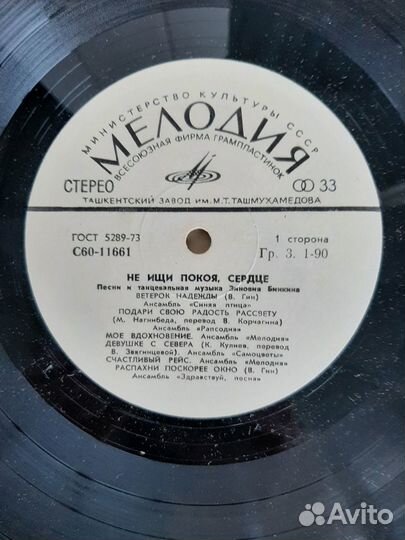 МИНИСТЕРСТВО КУЛЬТУРЫ СССР
МЕЛОДИЯ
ВСЕСОЮЗНАЯ ФИРМА ГРАМПЛАСТИНОК
СТЕРЕО 33
ТАШКЕНТСКИЙ ЗАВОД ИМ. М.Т. ТАШМУХАМЕДОВА
ГОСТ 5289-73
С60-11661
1 сторона
Гр. 3. 1-90
НЕ ИЩИ ПОКОЯ, СЕРДЦЕ
Песни и танцевальная музыка Зиновия Бинкина
ВЕТЕРОК НАДЕЖДЫ (В. Гин)
Ансамбль «Синяя птица»
ПОДАРИ СВОЮ РАДОСТЬ РАССВЕТУ
(М. Нагнибеда, перевод В. Корчагина)
Ансамбль «Рапсодия»
МОЕ ВДОХНОВЕНИЕ. Ансамбль «Мелодия»
ДЕВУШКЕ С СЕВЕРА (К. Кулиев, перевод
В. Звягинцевой). Ансамбль «Самоцветы»
СЧАСТЛИВЫЙ РЕЙС. Ансамбль «Мелодия»
РАСПАХНИ ПОСКОРЕЕ ОКНО (В. Гин)
Ансамбль «Здравствуй, песня»
Avito